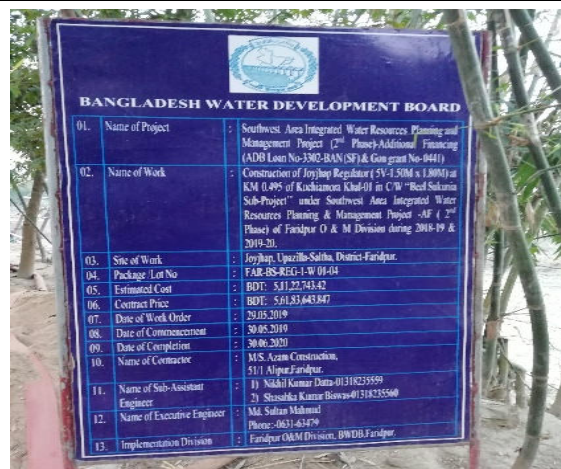 BANGLADESH WATER DEVELOPMENT BOARD
01. Name of Project : Southwest Area Integrated Water Resources Planning and
Management Project (2nd Phase)-Additional Financing
(ADB Loan No-3302-BAN (SF) & Gon grant No-0441)
02. Name of Work : Construction of Joyjhap Regulator ( 5V-1.50M x 1.80M) at
KM 0.495 of Kuchiamora Khal-01 in C/W "Beel Sukunia
Sub-Project" under Southwest Area Integrated Water
Resources Planning & Management Project -AF ( 2nd
Phase) of Faridpur O & M Division during 2018-19 &
2019-20.
03. Site of Work : Joyjhap, Upazilla-Saltha, District-Faridpur.
04. Package /Lot No : FAR-BS-REG-1-W 01-04
05. Estimated Cost : BDT: 5,11,22,743.42
06. Contract Price : BDT: 5,61,83,643.847
07. Date of Work Order : 29.05.2019
08. Date of Commencement : 30.05.2019
09. Date of Completion : 30.06.2020
10. Name of Contractor : M/S. Azam Construction,
51/1 Alipur,Faridpur.
11. Name of Sub-Assistant Engineer : 1) Nikhil Kumar Datta-01318235559
2) Shasabka Kumar Biswas-01318235560
12. Name of Executive Engineer : Md. Sultan Mahmud
Phone:-0631-63479
13. Implementation Division : Faridpur O&M Division, BWDB,Faridpur.